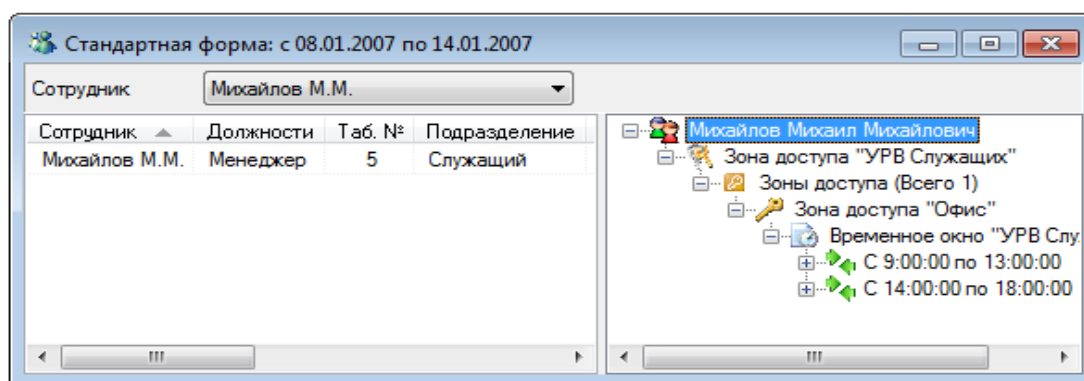 Стандартная форма: с 08.01.2007 по 14.01.2007
Сотрудник Михайлов М.М.
Сотрудник Должности Таб. № Подразделение
Михайлов М.М. Менеджер 5 Служащий
Михайлов Михаил Михайлович
Зона доступа "УРВ Служащих"
Зоны доступа (Всего 1)
Зона доступа "Офис"
Временное окно "УРВ Слу
С 9:00:00 по 13:00:00
С 14:00:00 по 18:00:00